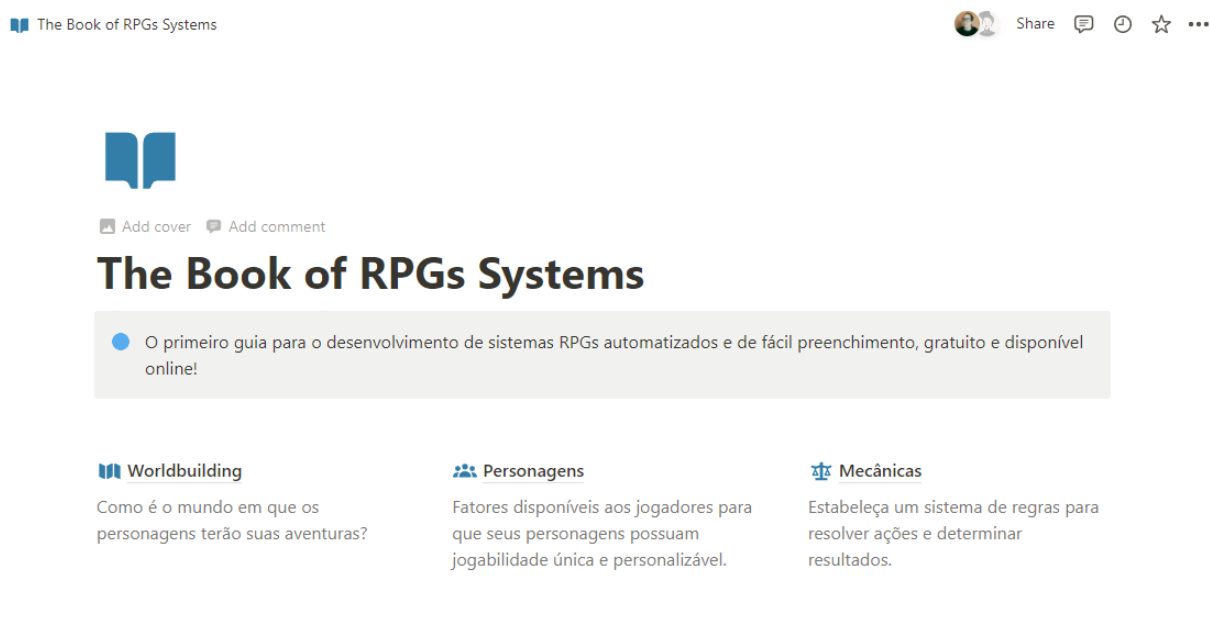 The Book of RPGs Systems
Share
Add cover
Add comment
The Book of RPGs Systems
O primeiro guia para o desenvolvimento de sistemas RPGs automatizados e de fácil preenchimento, gratuito e disponível
online!
Worldbuilding
Como é o mundo em que os
personagens terão suas aventuras?
Personagens
Fatores disponíveis aos jogadores para
que seus personagens possuam
jogabilidade única e personalizável.
Mecânicas
Estabeleça um sistema de regras para
resolver ações e determinar
resultados.